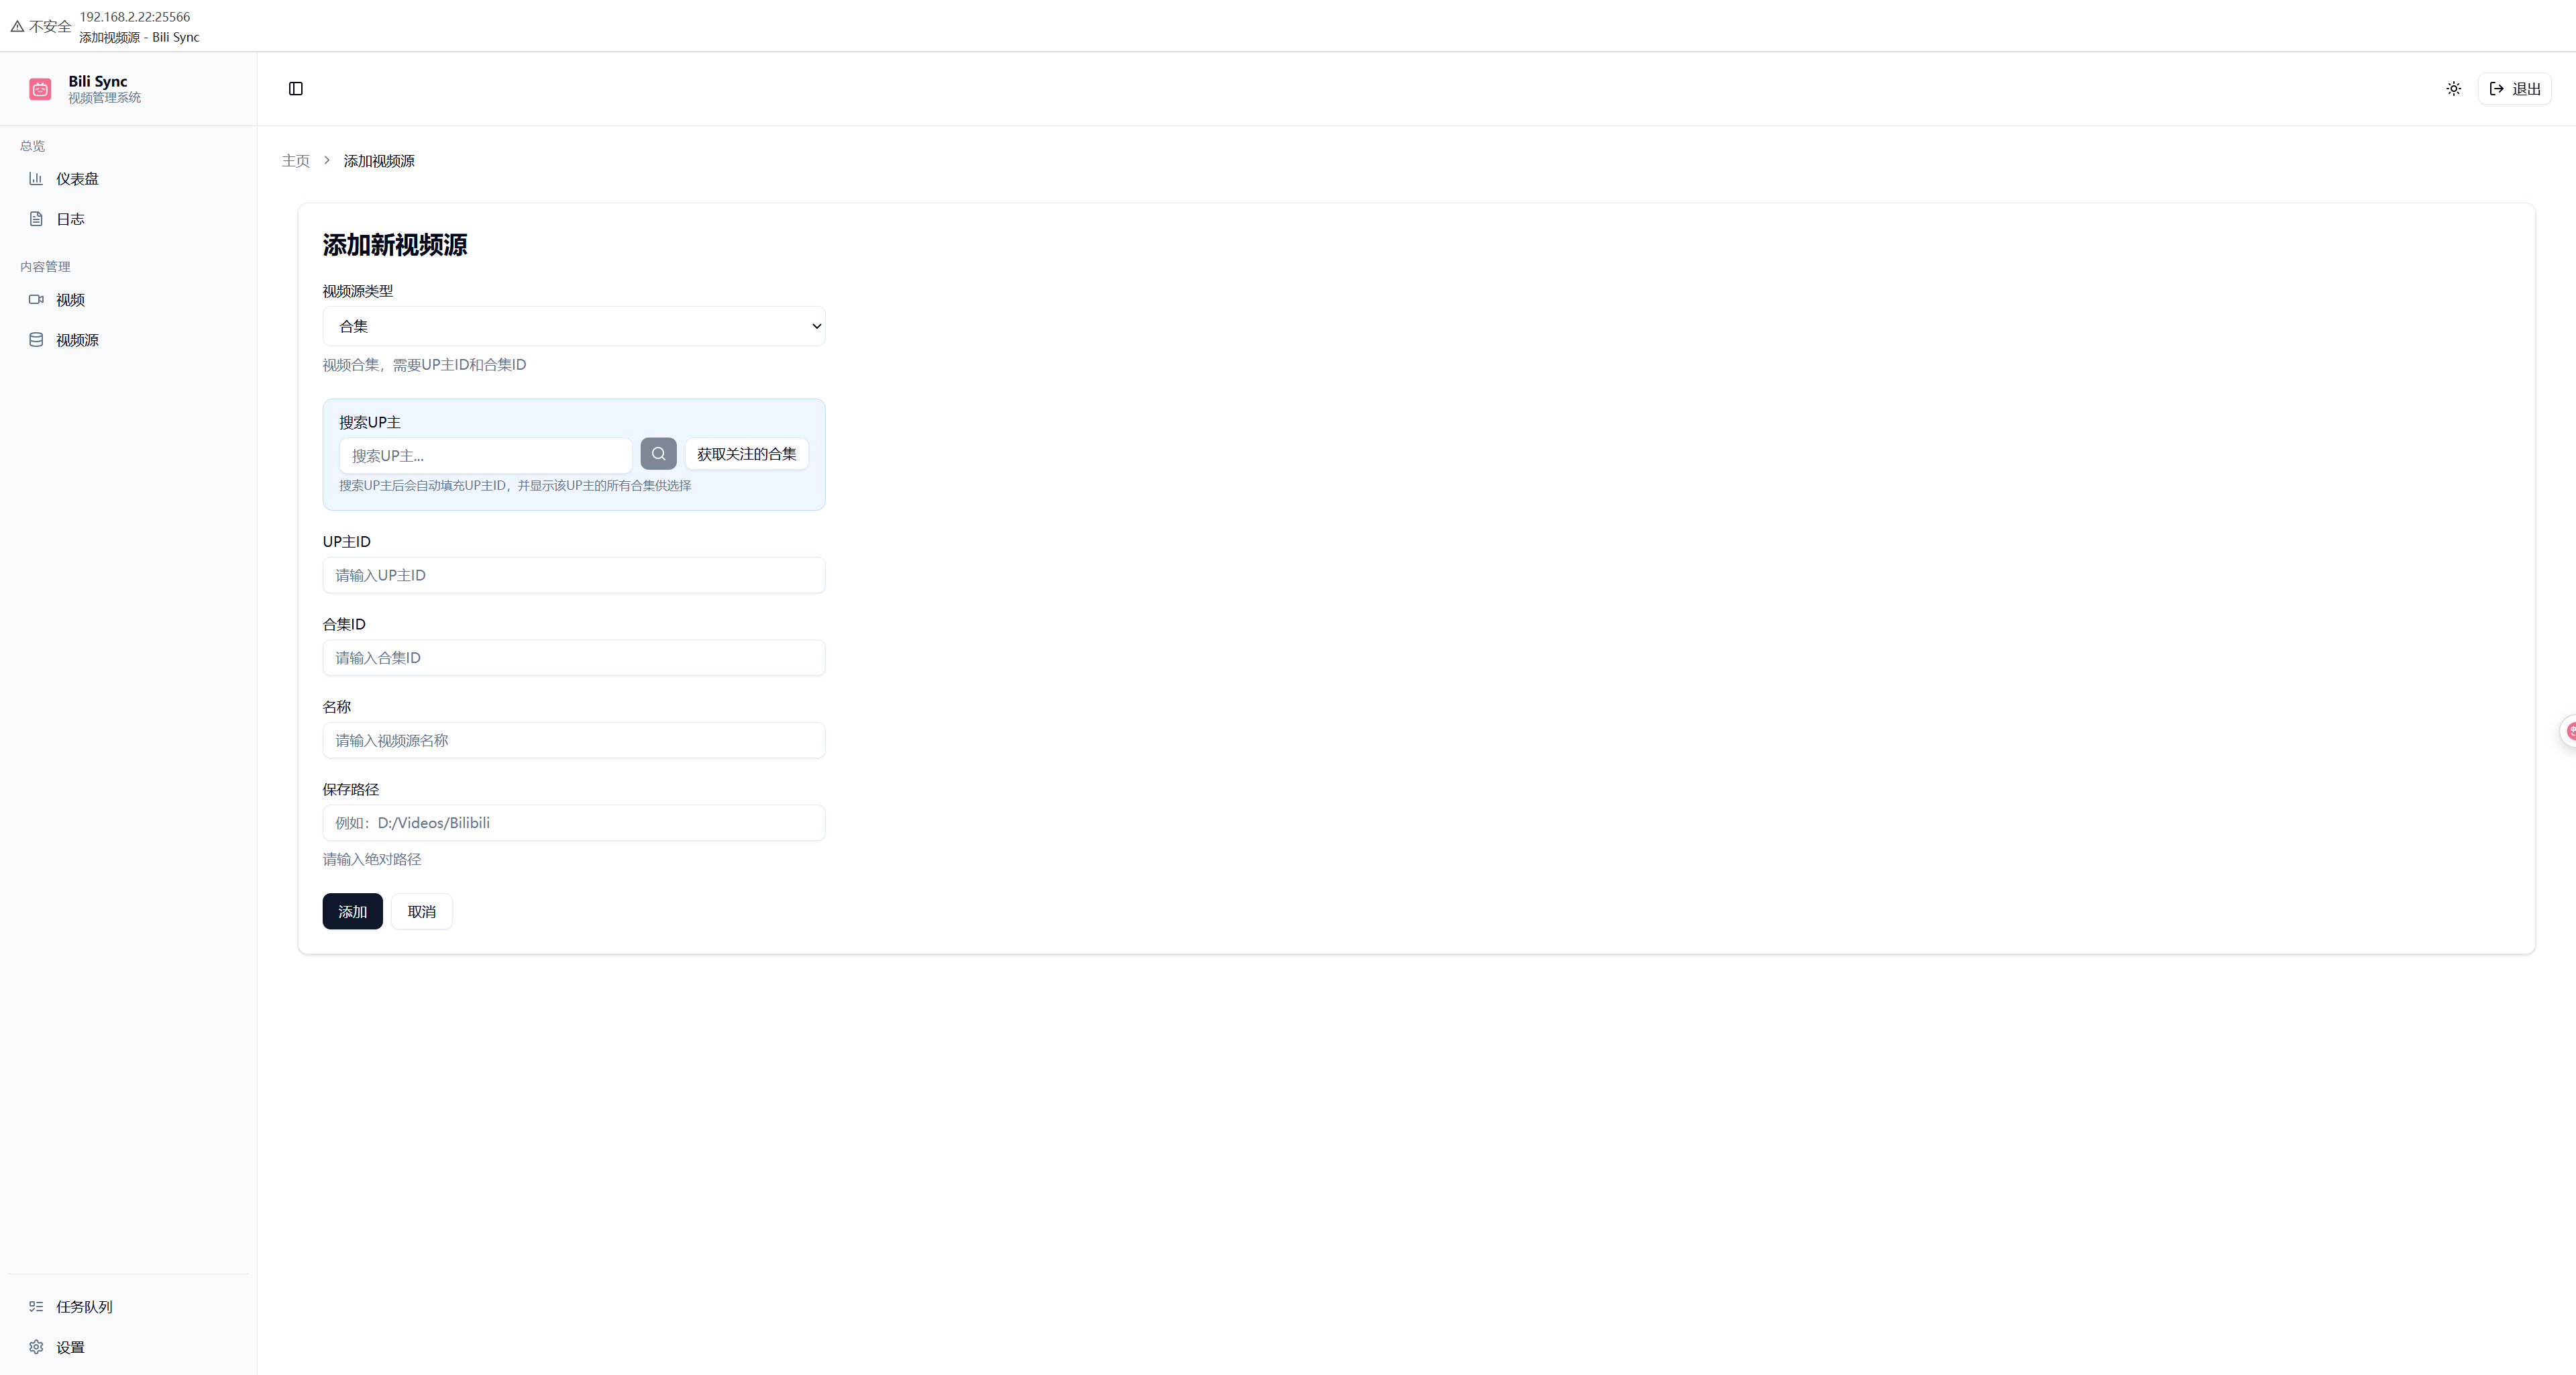 不安全
192.168.2.22:25566
添加视频源 - Bili Sync
Bili Sync
视频管理系统
退出
总览
仪表盘
日志
内容管理
视频
视频源
主页 > 添加视频源
添加新视频源
视频源类型
合集
视频合集，需要UP主ID和合集ID
搜索UP主
搜索UP主...
获取关注的合集
搜索UP主后会自动填充UP主ID，并显示该UP主的所有合集供选择
UP主ID
请输入UP主ID
合集ID
请输入合集ID
名称
请输入视频源名称
保存路径
例如：D:/Videos/Bilibili
请输入绝对路径
添加
取消
任务队列
设置